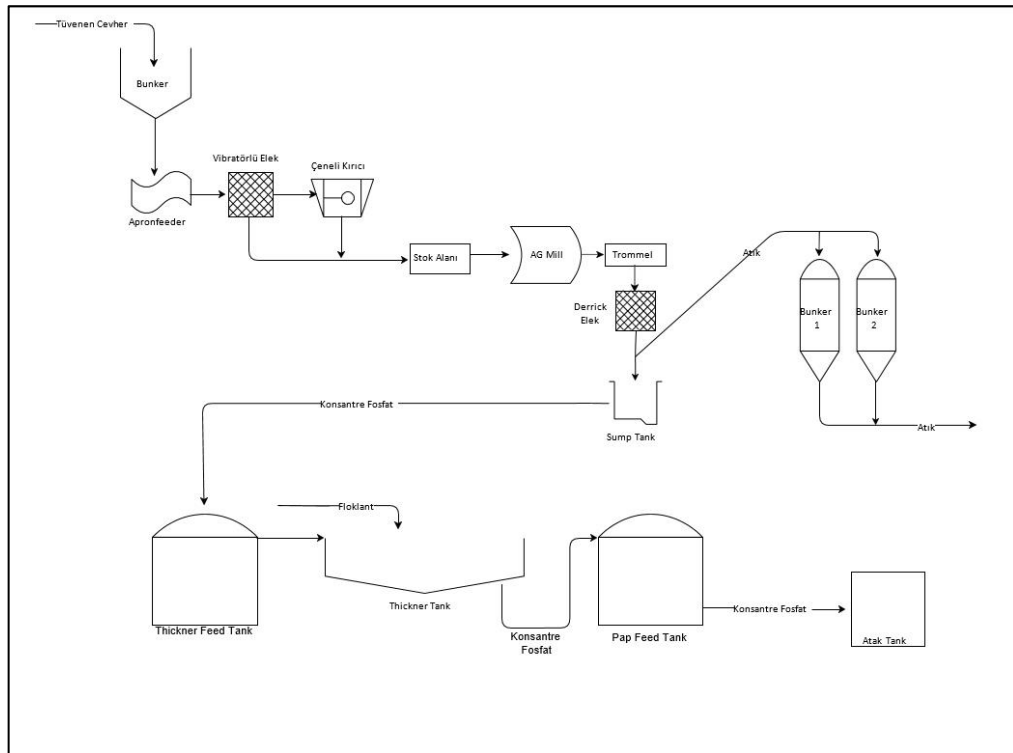 Tüvenen Cevher
Bunker
Vibratörlü Elek
Çeneli Kırıcı
Apronfeeder
Stok Alanı
AG Mill
Trommel
Atık
Derrick
Elek
Bunker
1
Bunker
2
Konsantre Fosfat
Sump Tank
Atık
Floklant
Thickner Tank
Thickner Feed Tank
Konsantre
Fosfat
Pap Feed Tank
Konsantre Fosfat
Atak Tank